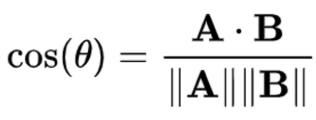 cos(θ) = A · B / ‖A‖‖B‖